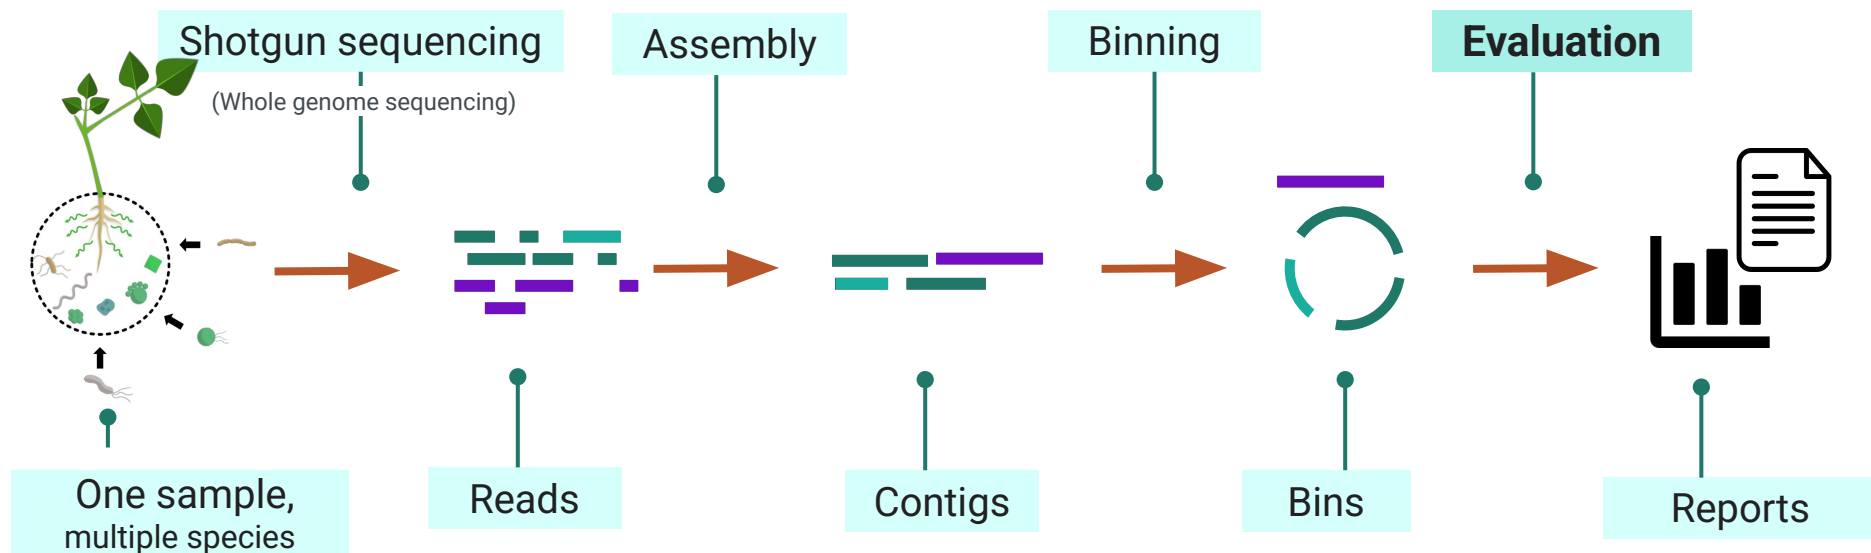 Shotgun sequencing
(Whole genome sequencing)
Assembly
Binning
Evaluation
One sample,
multiple species
Reads
Contigs
Bins
Reports